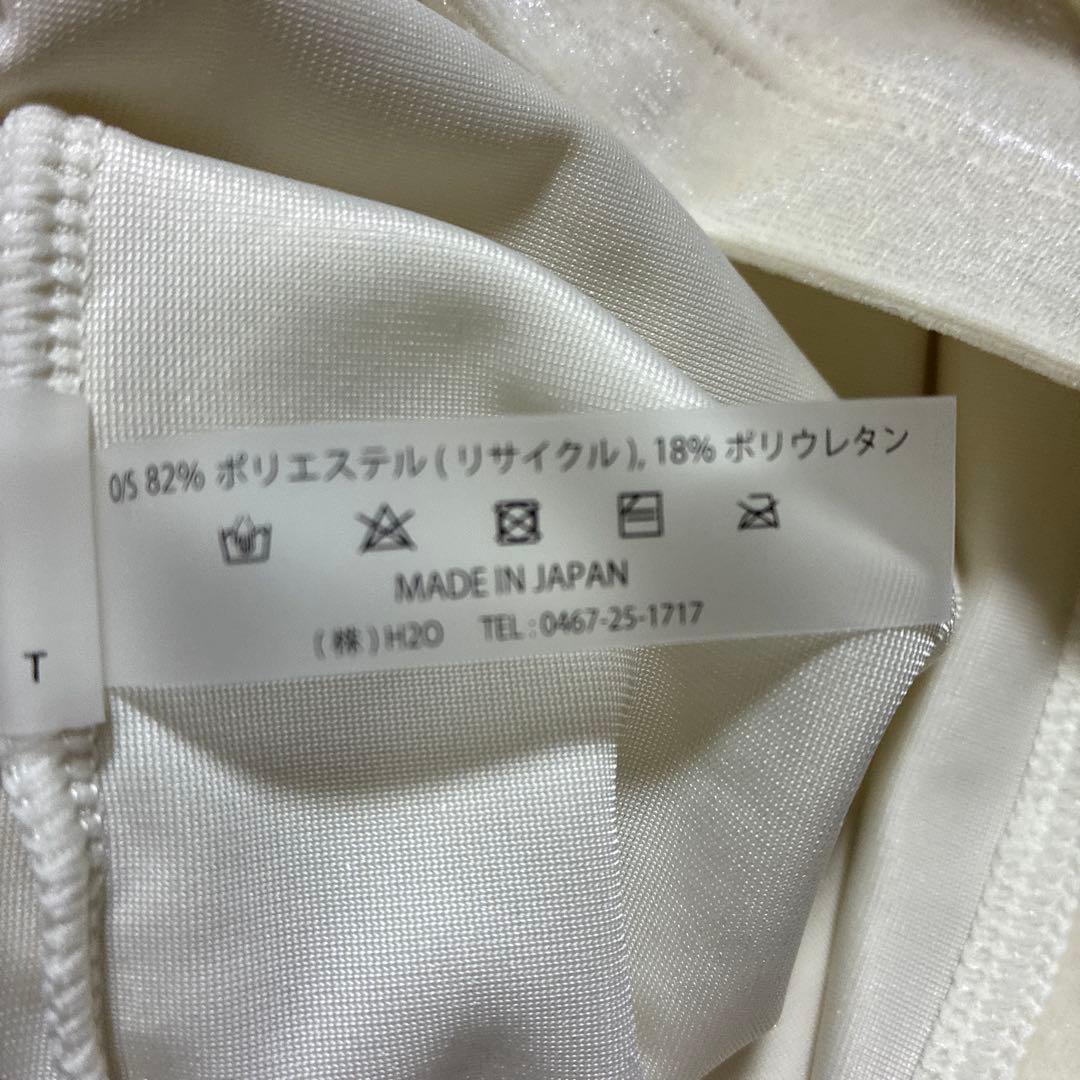 O/S 82% ポリエステル ( リサイクル ), 18% ポリウレタン
MADE IN JAPAN
( 株 ) H2O TEL : 0467-25-1717
T